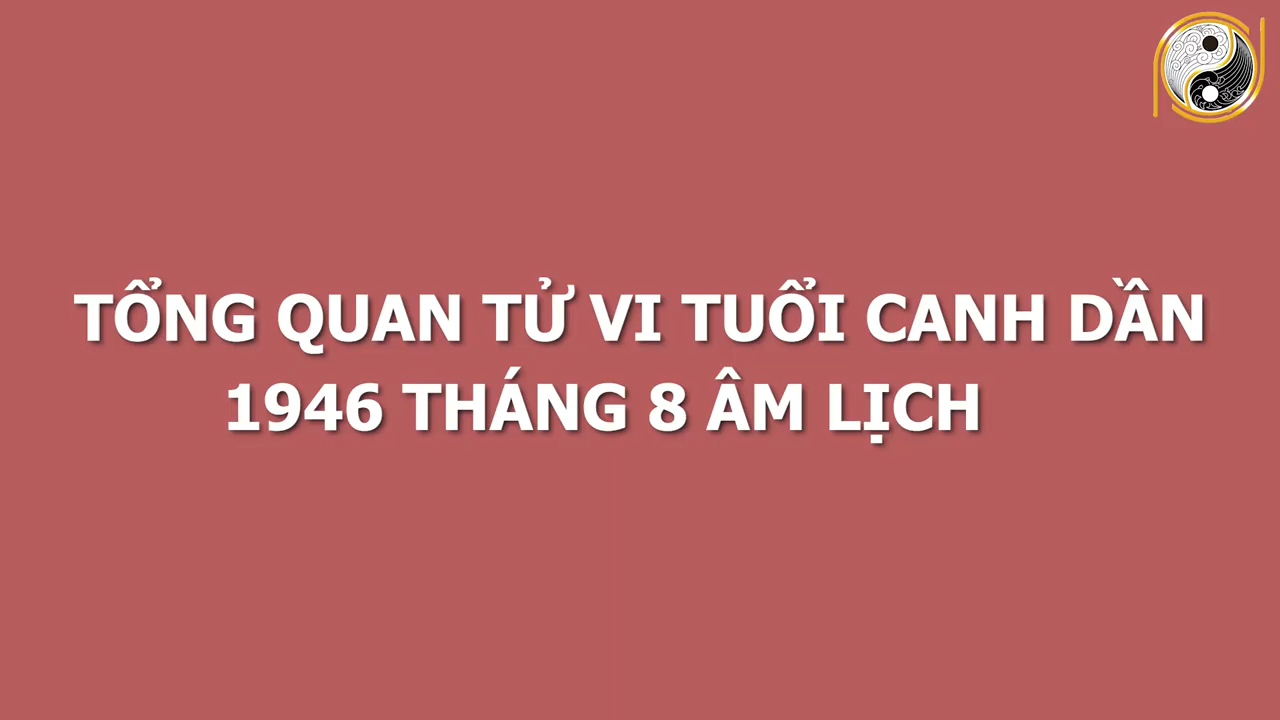 TỔNG QUAN TỬ VI TUỔI CANH DẦN
1946 THÁNG 8 ÂM LỊCH